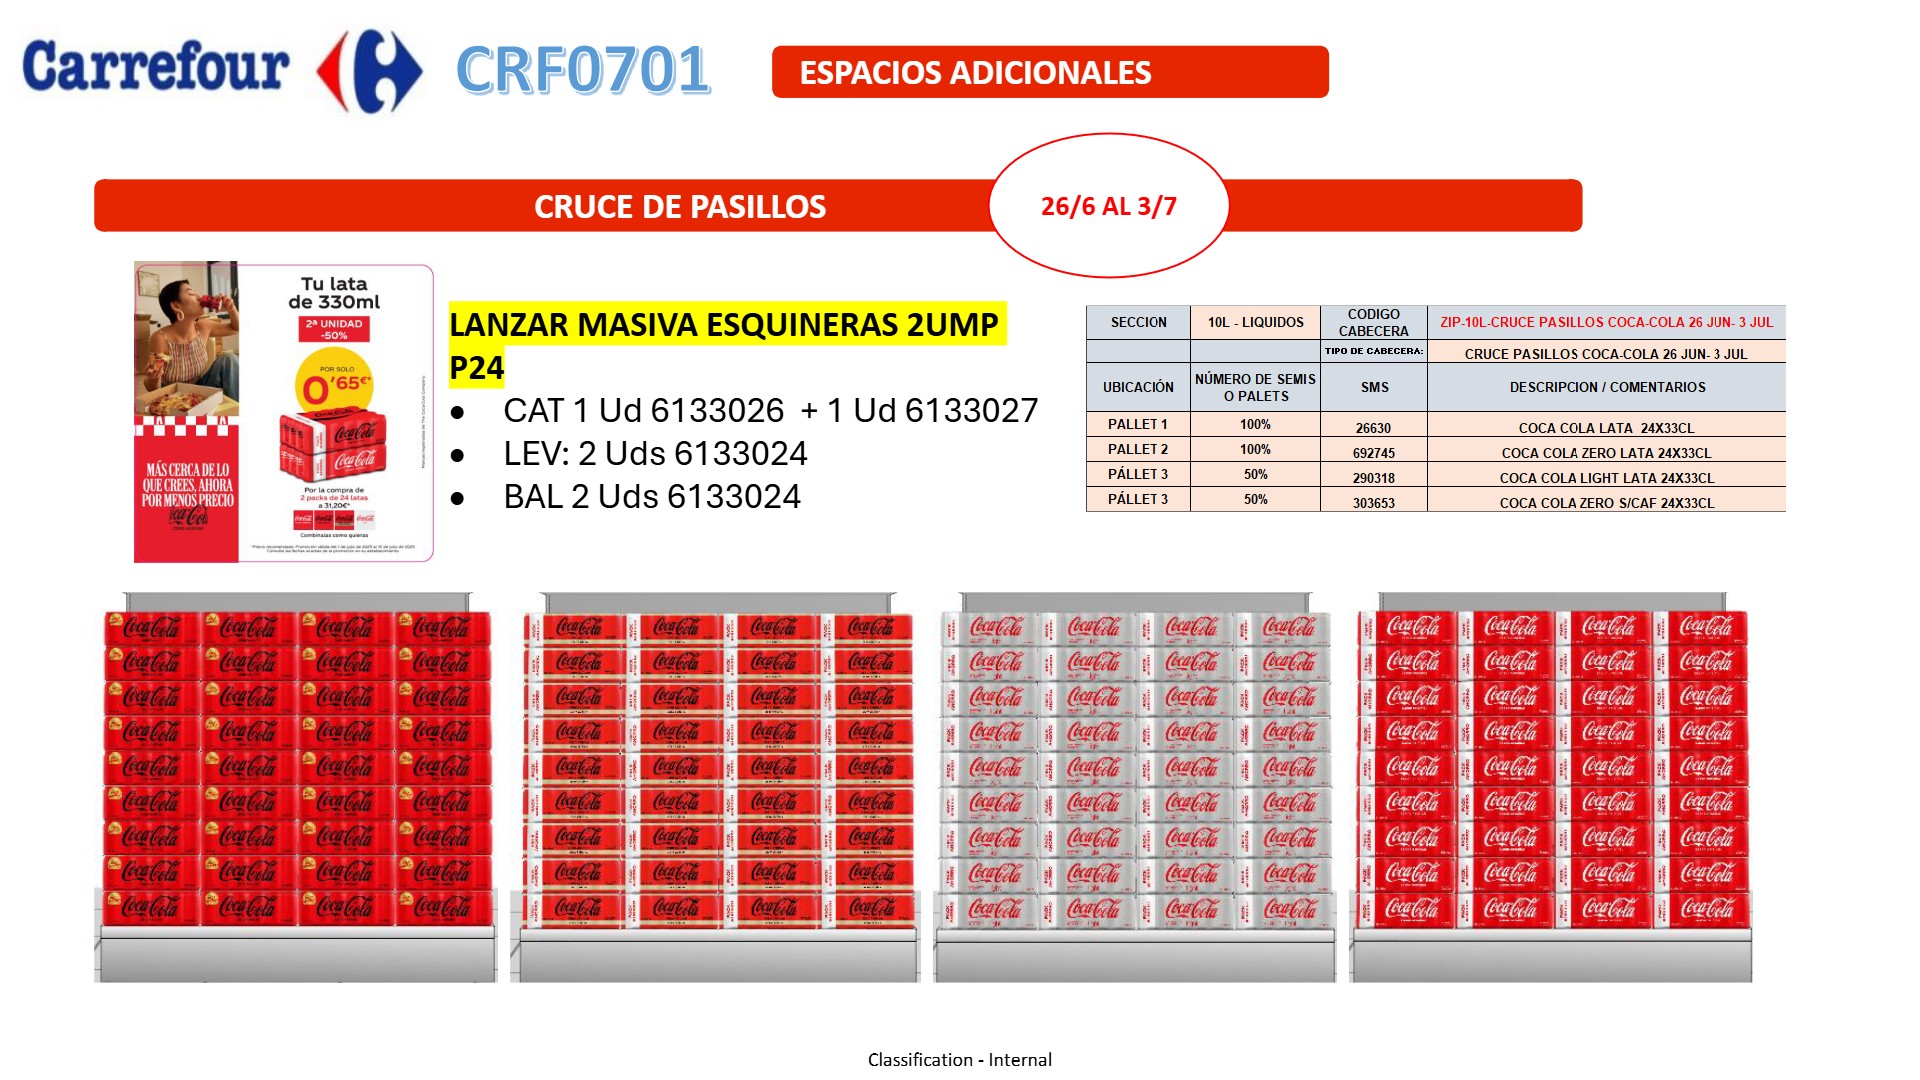 Carrefour
CRF0701
ESPACIOS ADICIONALES
CRUCE DE PASILLOS
26/6 AL 3/7
Tu lata
de 330ml
2ª UNIDAD
-50%
POR SOLO
0'65€*
Coca-Cola
Coca-Cola
Por la compra de
2 packs de 24 latas
a 31,20€*
Combínalas como quieras
MÁS CERCA DE LO
QUE CREES, AHORA
POR MENOS PRECIO
Coca-Cola
LANZAR MASIVA ESQUINERAS 2UMP
P24
• CAT 1 Ud 6133026 + 1 Ud 6133027
• LEV: 2 Uds 6133024
• BAL 2 Uds 6133024
SECCION 10L - LIQUIDOS CODIGO CABECERA ZIP-10L-CRUCE PASILLOS COCA-COLA 26 JUN- 3 JUL
TIPO DE CABECERA: CRUCE PASILLOS COCA-COLA 26 JUN- 3 JUL
UBICACIÓN NÚMERO DE SEMIS O PALETS SMS DESCRIPCION / COMENTARIOS
PALLET 1 100% 26630 COCA COLA LATA 24X33CL
PALLET 2 100% 692745 COCA COLA ZERO LATA 24X33CL
PÁLLET 3 50% 290318 COCA COLA LIGHT LATA 24X33CL
PÁLLET 3 50% 303653 COCA COLA ZERO S/CAF 24X33CL
Classification - Internal